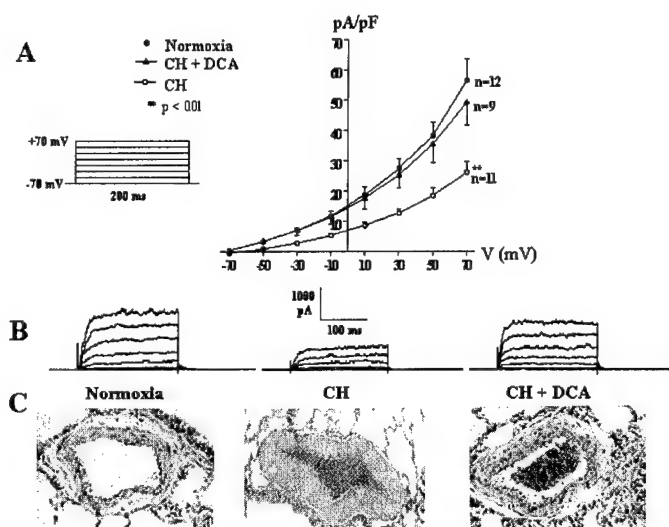 pA/pF
A
Normoxia
CH + DCA
CH
** p < 0.01
70
60
50
40
30
20
10
n=12
n=9
**
n=11
+70 mV
-70 mV
200 ms
-70 -50 -30 -10 10 30 50 70
V (mV)
B
1000
pA
100 ms
Normoxia
CH
CH + DCA
C